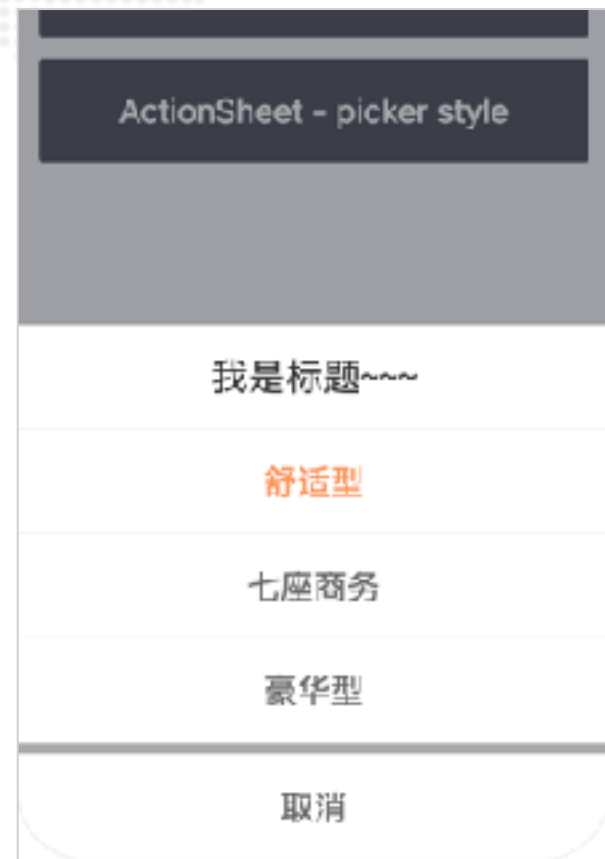 ActionSheet - picker style
我是标题~~~
舒适型
七座商务
豪华型
取消